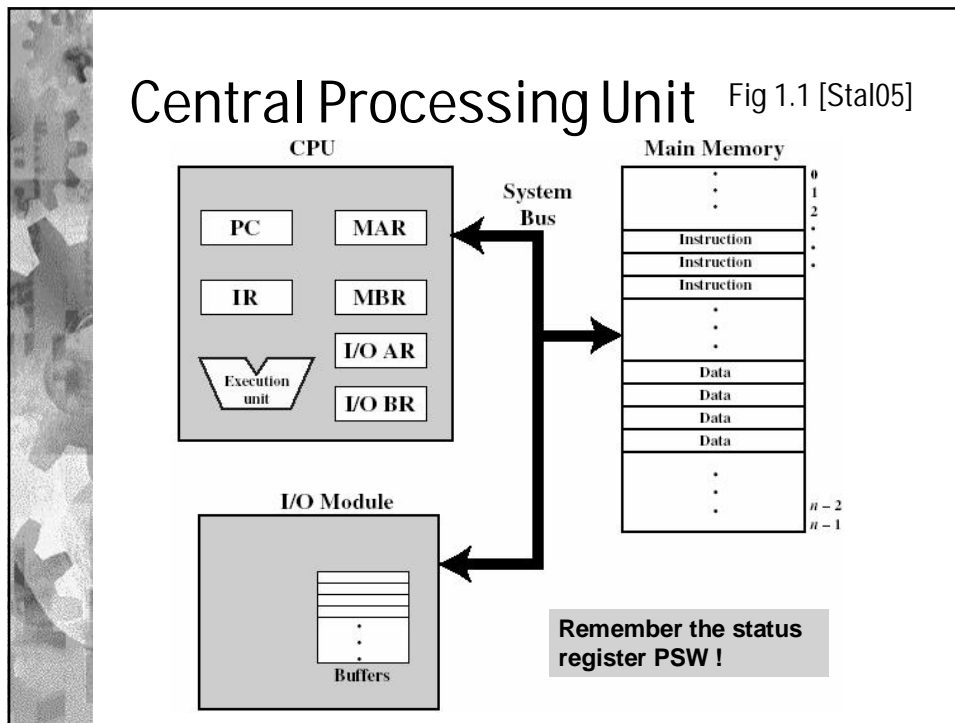 Central Processing Unit Fig 1.1 [Stal05]
CPU
PC
MAR
IR
MBR
I/O AR
Execution
unit
I/O BR
System
Bus
Main Memory
0
1
2
Instruction
Instruction
Instruction
Data
Data
Data
Data
n – 2
n – 1
I/O Module
Buffers
Remember the status
register PSW !